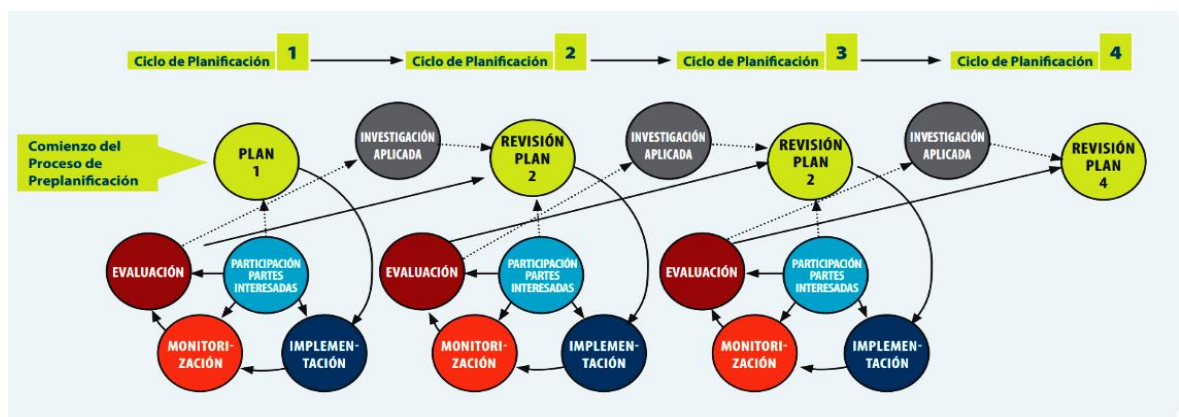 Ciclo de Planificación 1
Ciclo de Planificación 2
Ciclo de Planificación 3
Ciclo de Planificación 4
Comienzo del
Proceso de
Preplanificación
PLAN
1
INVESTIGACIÓN
APLICADA
REVISIÓN
PLAN
2
INVESTIGACIÓN
APLICADA
REVISIÓN
PLAN
2
INVESTIGACIÓN
APLICADA
REVISIÓN
PLAN
4
EVALUACIÓN
PARTICIPACIÓN
PARTES
INTERESADAS
MONITORI-
ZACIÓN
IMPLEMEN-
TACIÓN
EVALUACIÓN
PARTICIPACIÓN
PARTES
INTERESADAS
MONITORI-
ZACIÓN
IMPLEMEN-
TACIÓN
EVALUACIÓN
PARTICIPACIÓN
PARTES
INTERESADAS
MONITORI-
ZACIÓN
IMPLEMEN-
TACIÓN